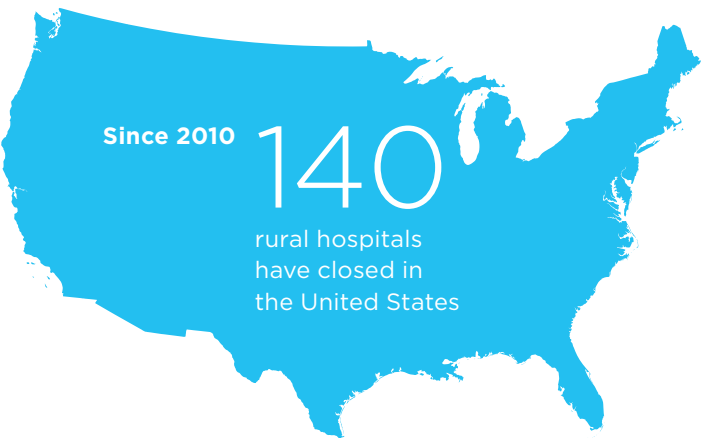 Since 2010 140
rural hospitals
have closed in
the United States